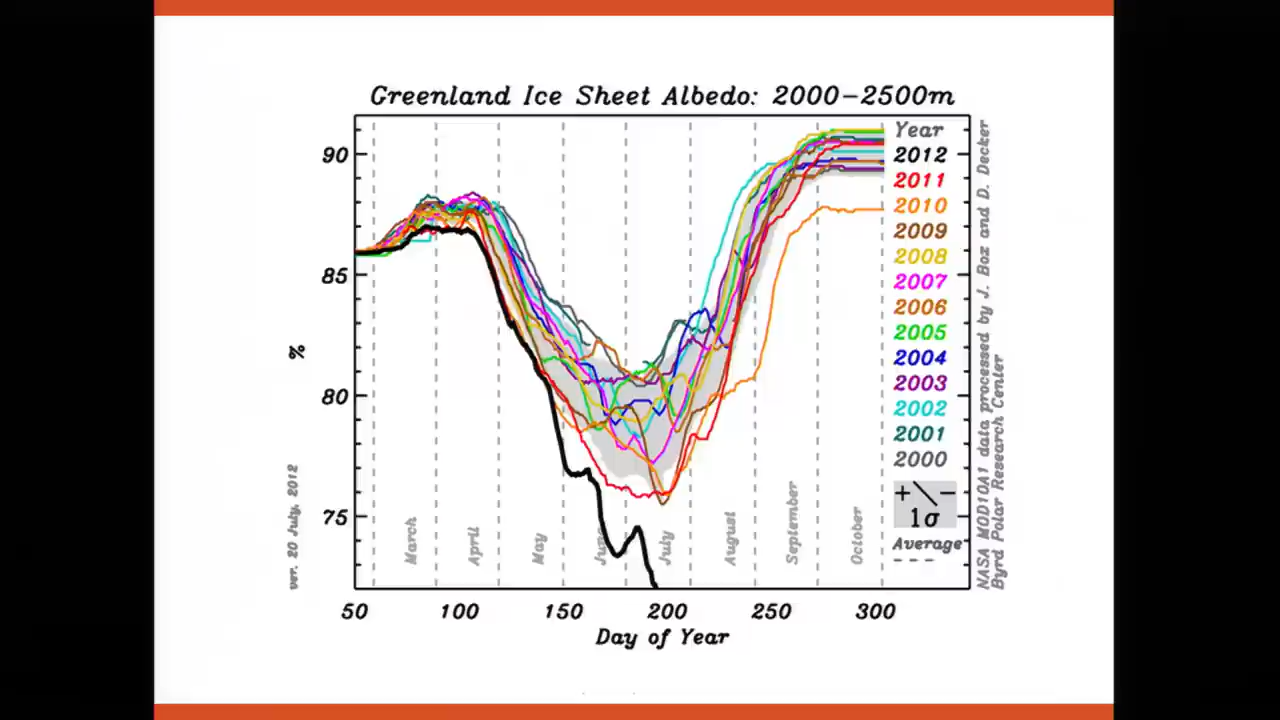 Greenland Ice Sheet Albedo: 2000-2500m
90
85
80
75
%
50 100 150 200 250 300
Day of Year
March
April
May
June
July
August
September
October
Year
2012
2011
2010
2009
2008
2007
2006
2005
2004
2003
2002
2001
2000
+\-
1σ
Average
ver. 20 July, 2012
NASA MOD10A1 data processed by J. Box and D. Decker
Byrd Polar Research Center